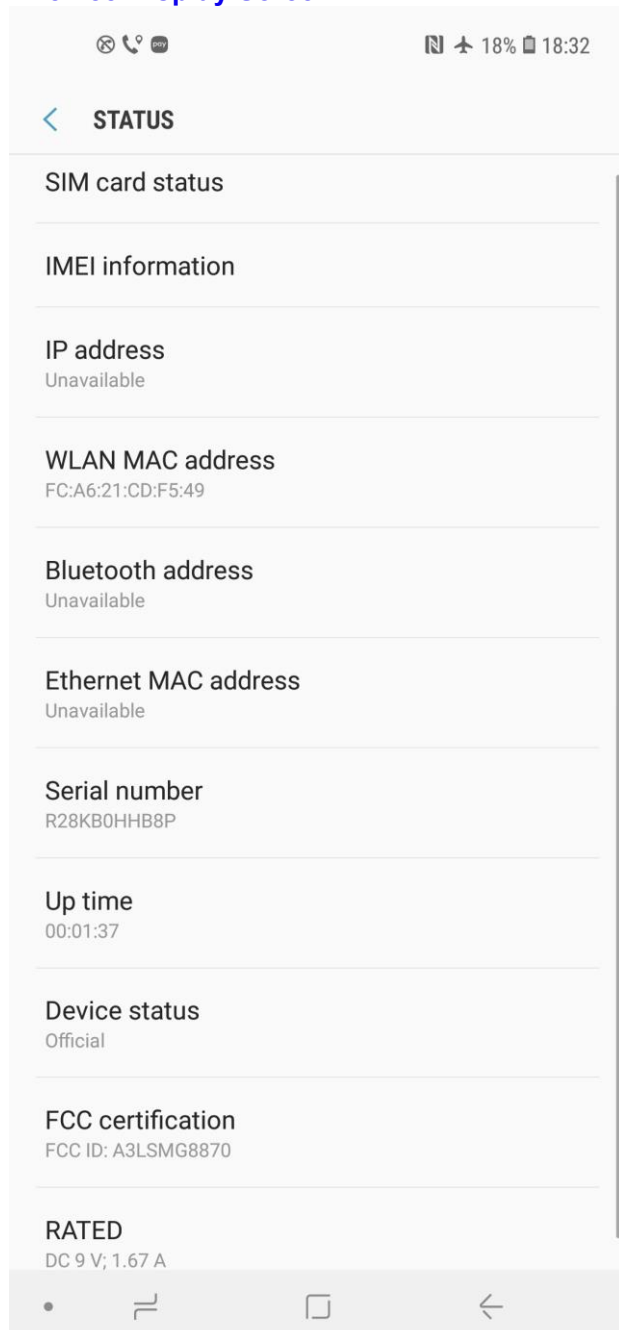 18% 18:32
STATUS
SIM card status
IMEI information
IP address
Unavailable
WLAN MAC address
FC:A6:21:CD:F5:49
Bluetooth address
Unavailable
Ethernet MAC address
Unavailable
Serial number
R28KB0HHB8P
Up time
00:01:37
Device status
Official
FCC certification
FCC ID: A3LSMG8870
RATED
DC 9 V; 1.67 A